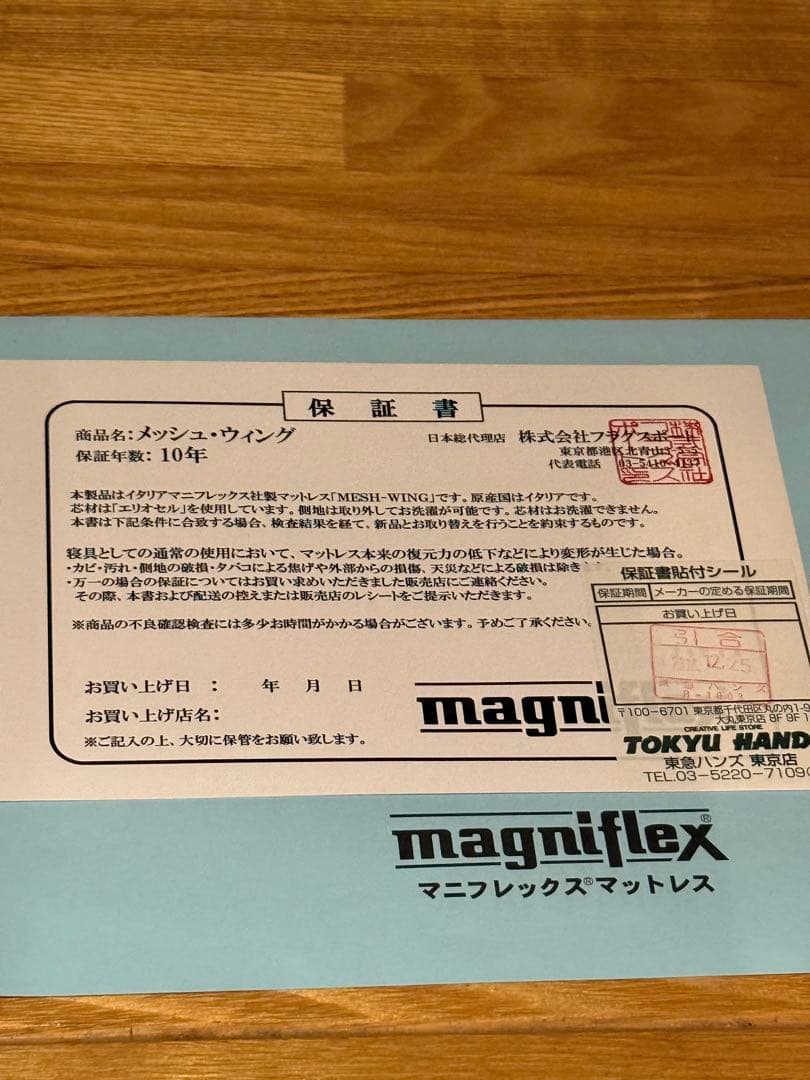 保証書
商品名：メッシュ・ウィング
保証年数：10年
日本総代理店 株式会社フラグスポート
東京都港区北青山3-5-5
代表電話
本製品はイタリアマニフレックス社製マットレス「MESH-WING」です。原産国はイタリアです。
芯材は「エリオセル」を使用しています。側地は取り外してお洗濯が可能です。芯材はお洗濯できません。
本書は下記条件に合致する場合、検査結果を経て、新品とお取り替えを行うことを約束するものです。
寝具としての通常の使用において、マットレス本来の復元力の低下などにより変形が生じた場合。
・カビ・汚れ・側地の破損・タバコによる焦げや外部からの損傷、天災などによる破損は除き
・万一の場合の保証についてはお買い求めいただきました販売店にご連絡ください。
その際、本書および配送の控えまたは販売店のレシートをご提示いただきます。
※商品の不良確認検査には多少お時間がかかる場合がございます。予めご了承ください。
お買い上げ日 ： 年 月 日
お買い上げ店名：
※ご記入の上、大切に保管をお願い致します。
magni
保証書貼付シール
保証期間 メーカーの定める保証期間
お買い上げ日
引合
12.25
〒100-6701 東京都千代田区丸の内1-9
大丸東京店 8F 9F 1
CREATIVE LIFE STORE
TOKYU HAND
東急ハンズ 東京店
TEL.03-5220-7109
magniflex®
マニフレックス®マットレス